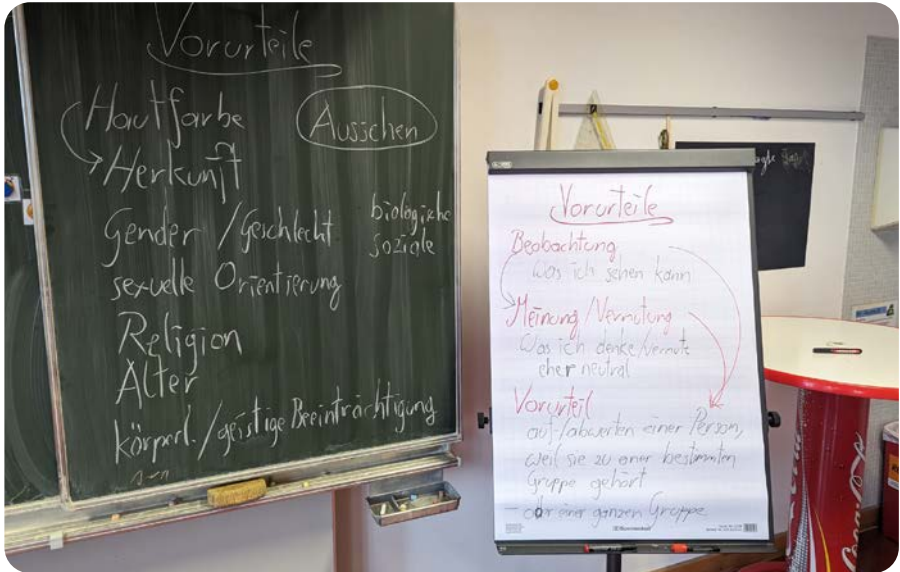 Vorurteile
Hautfarbe
Aussehen
Herkunft
Gender / Geschlecht
biologische
soziale
sexuelle Orientierung
Religion
Alter
körperl. / geistige Beeinträchtigung
Vorurteile
Beobachtung
Was ich sehen kann
Meinung / Vermutung
Was ich denke/vermute
eher neutral
Vorurteil
auf-/abwerten einer Person,
weil sie zu einer bestimmten
Gruppe gehört
- oder einer ganzen Gruppe
Coca-Cola